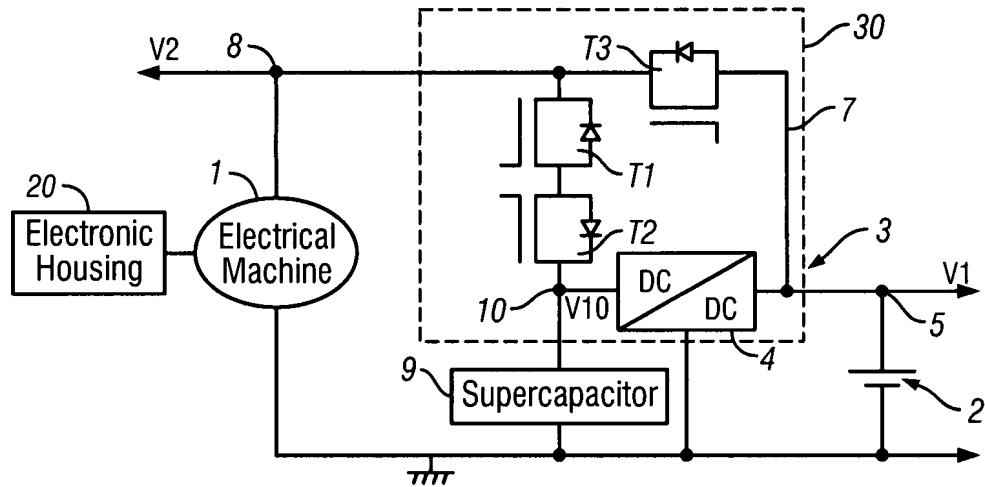 V2
8
T3
30
7
20
1
T1
Electronic
Housing
Electrical
Machine
T2
3
V1
10
V10
DC
DC
4
5
9
Supercapacitor
2